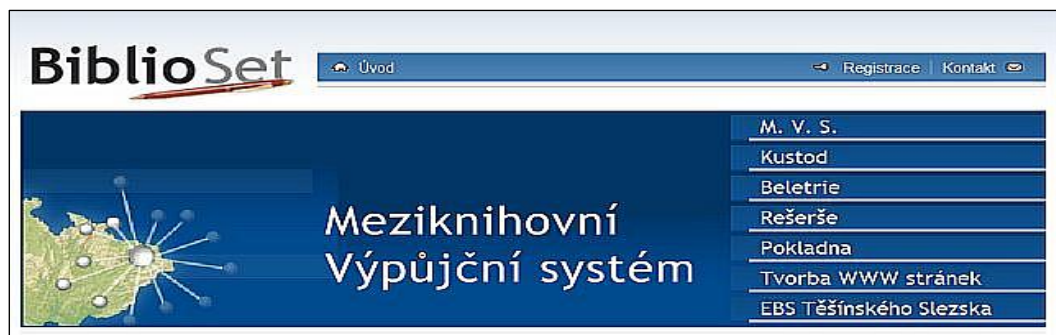 BiblioSet
Úvod
Registrace | Kontakt
Meziknihovní
Výpůjční systém
M. V. S.
Kustod
Beletrie
Rešerše
Pokladna
Tvorba WWW stránek
EBS Těšínského Slezska